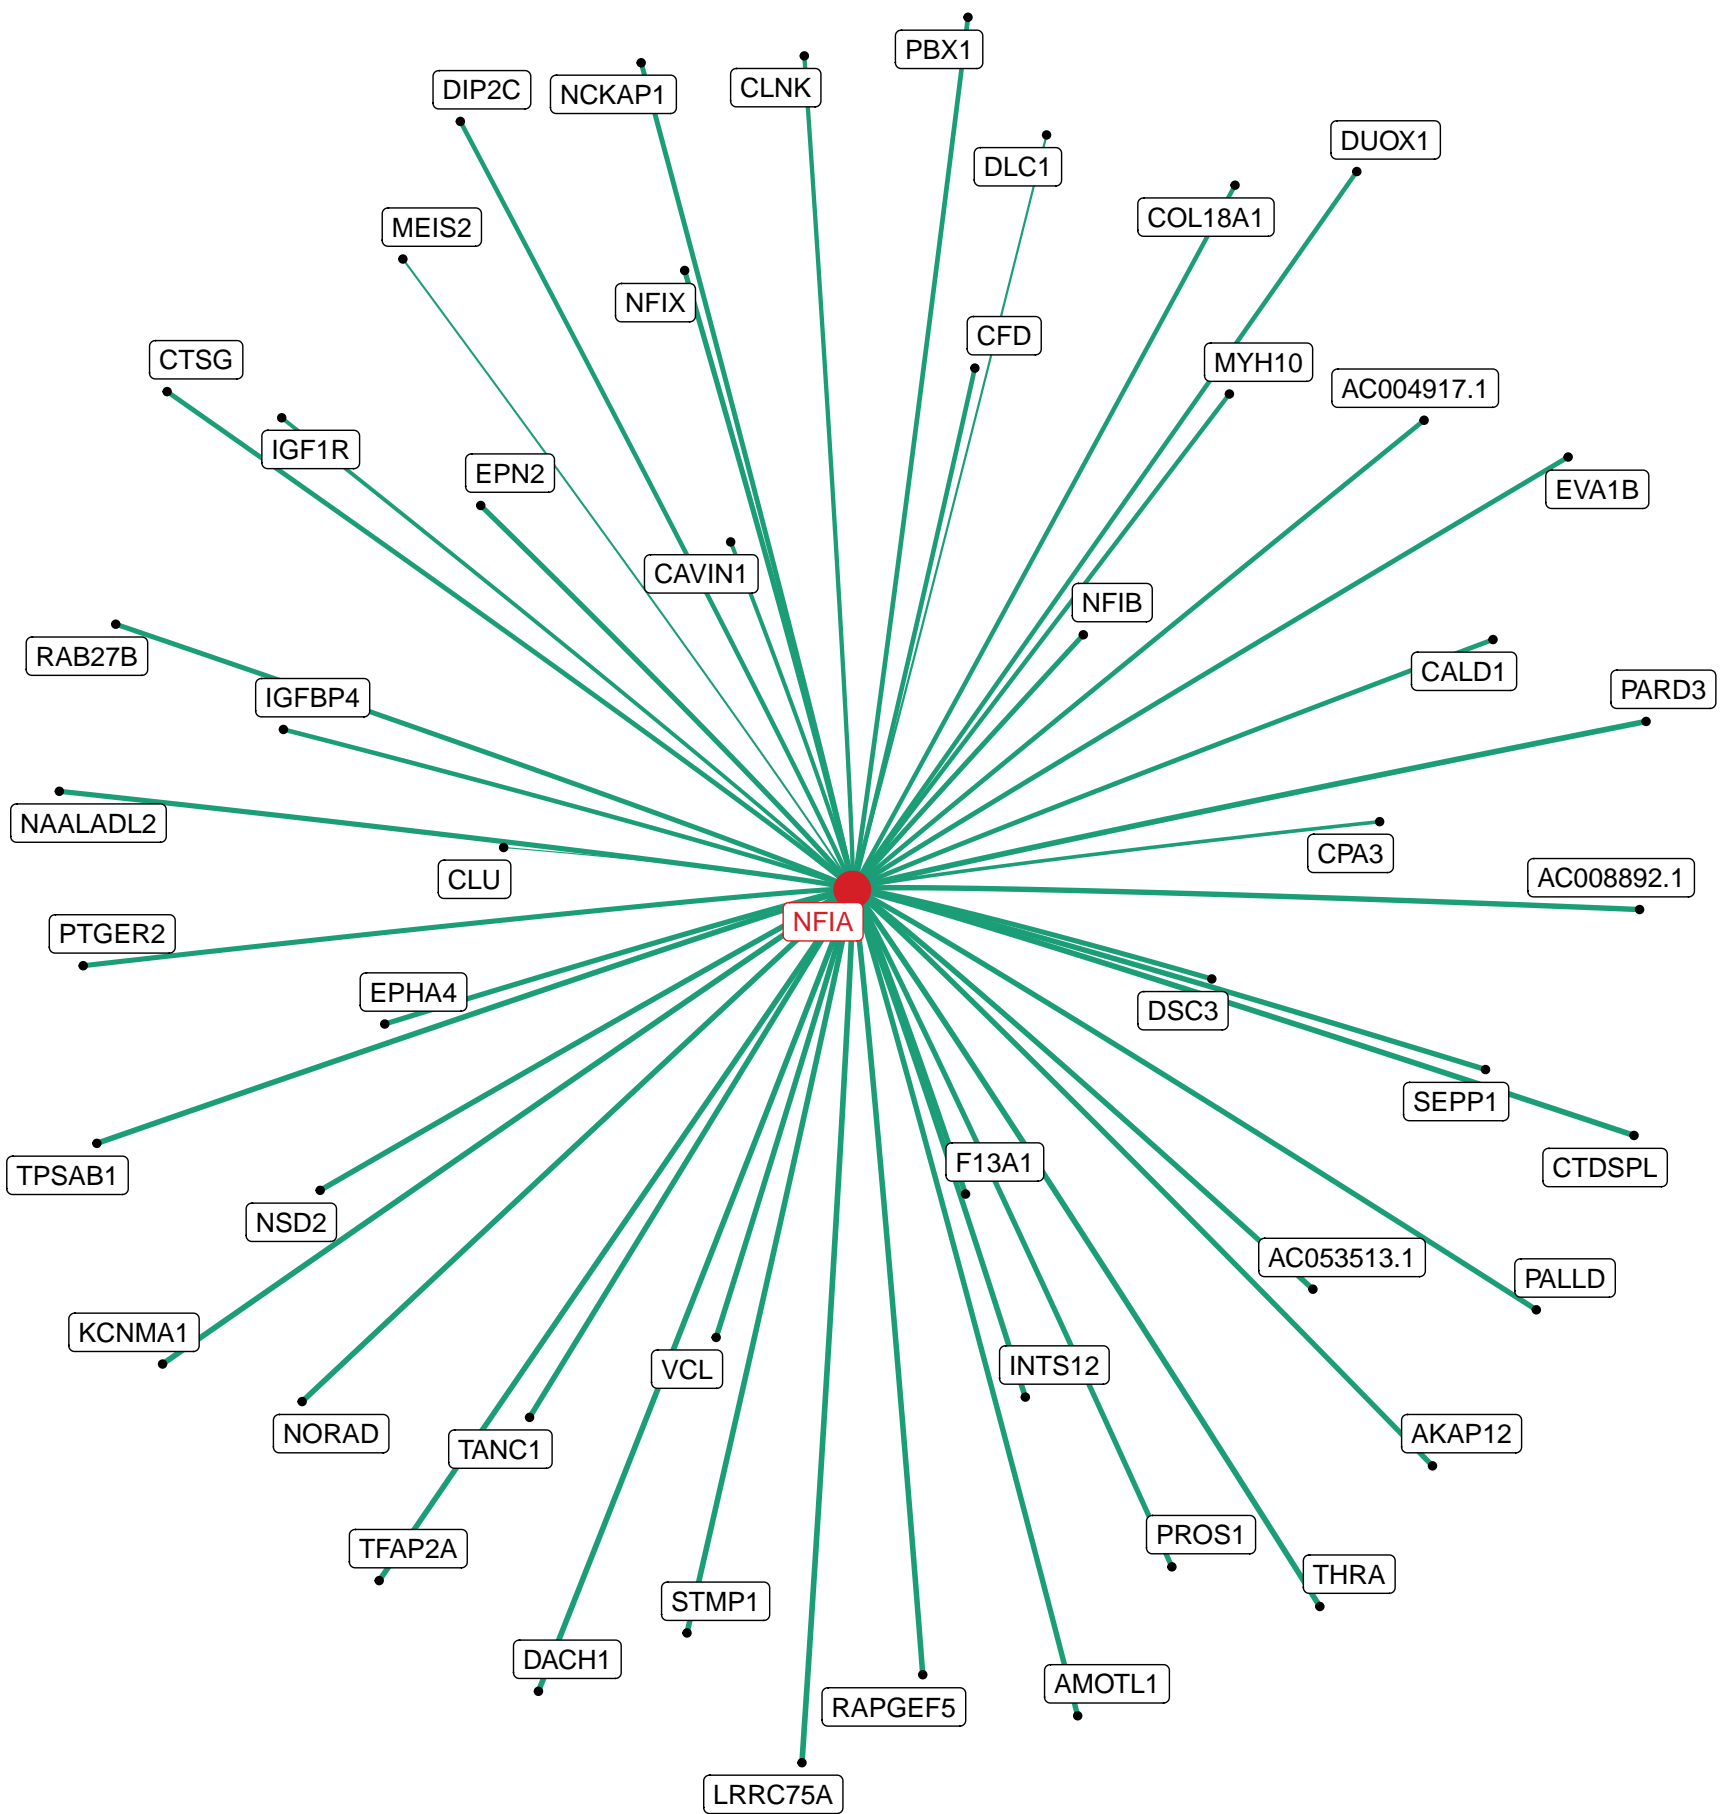 PBX1
DIP2C
NCKAP1
CLNK
DUOX1
DLC1
COL18A1
MEIS2
NFIX
CFD
CTSG
MYH10
AC004917.1
IGF1R
EPN2
EVA1B
CAVIN1
NFIB
RAB27B
CALD1
PARD3
IGFBP4
NAALADL2
CPA3
CLU
AC008892.1
NFIA
PTGER2
EPHA4
DSC3
SEPP1
F13A1
CTDSPL
TPSAB1
NSD2
AC053513.1
PALLD
KCNMA1
VCL
INTS12
NORAD
AKAP12
TANC1
PROS1
TFAP2A
THRA
STMP1
DACH1
AMOTL1
RAPGEF5
LRRC75A